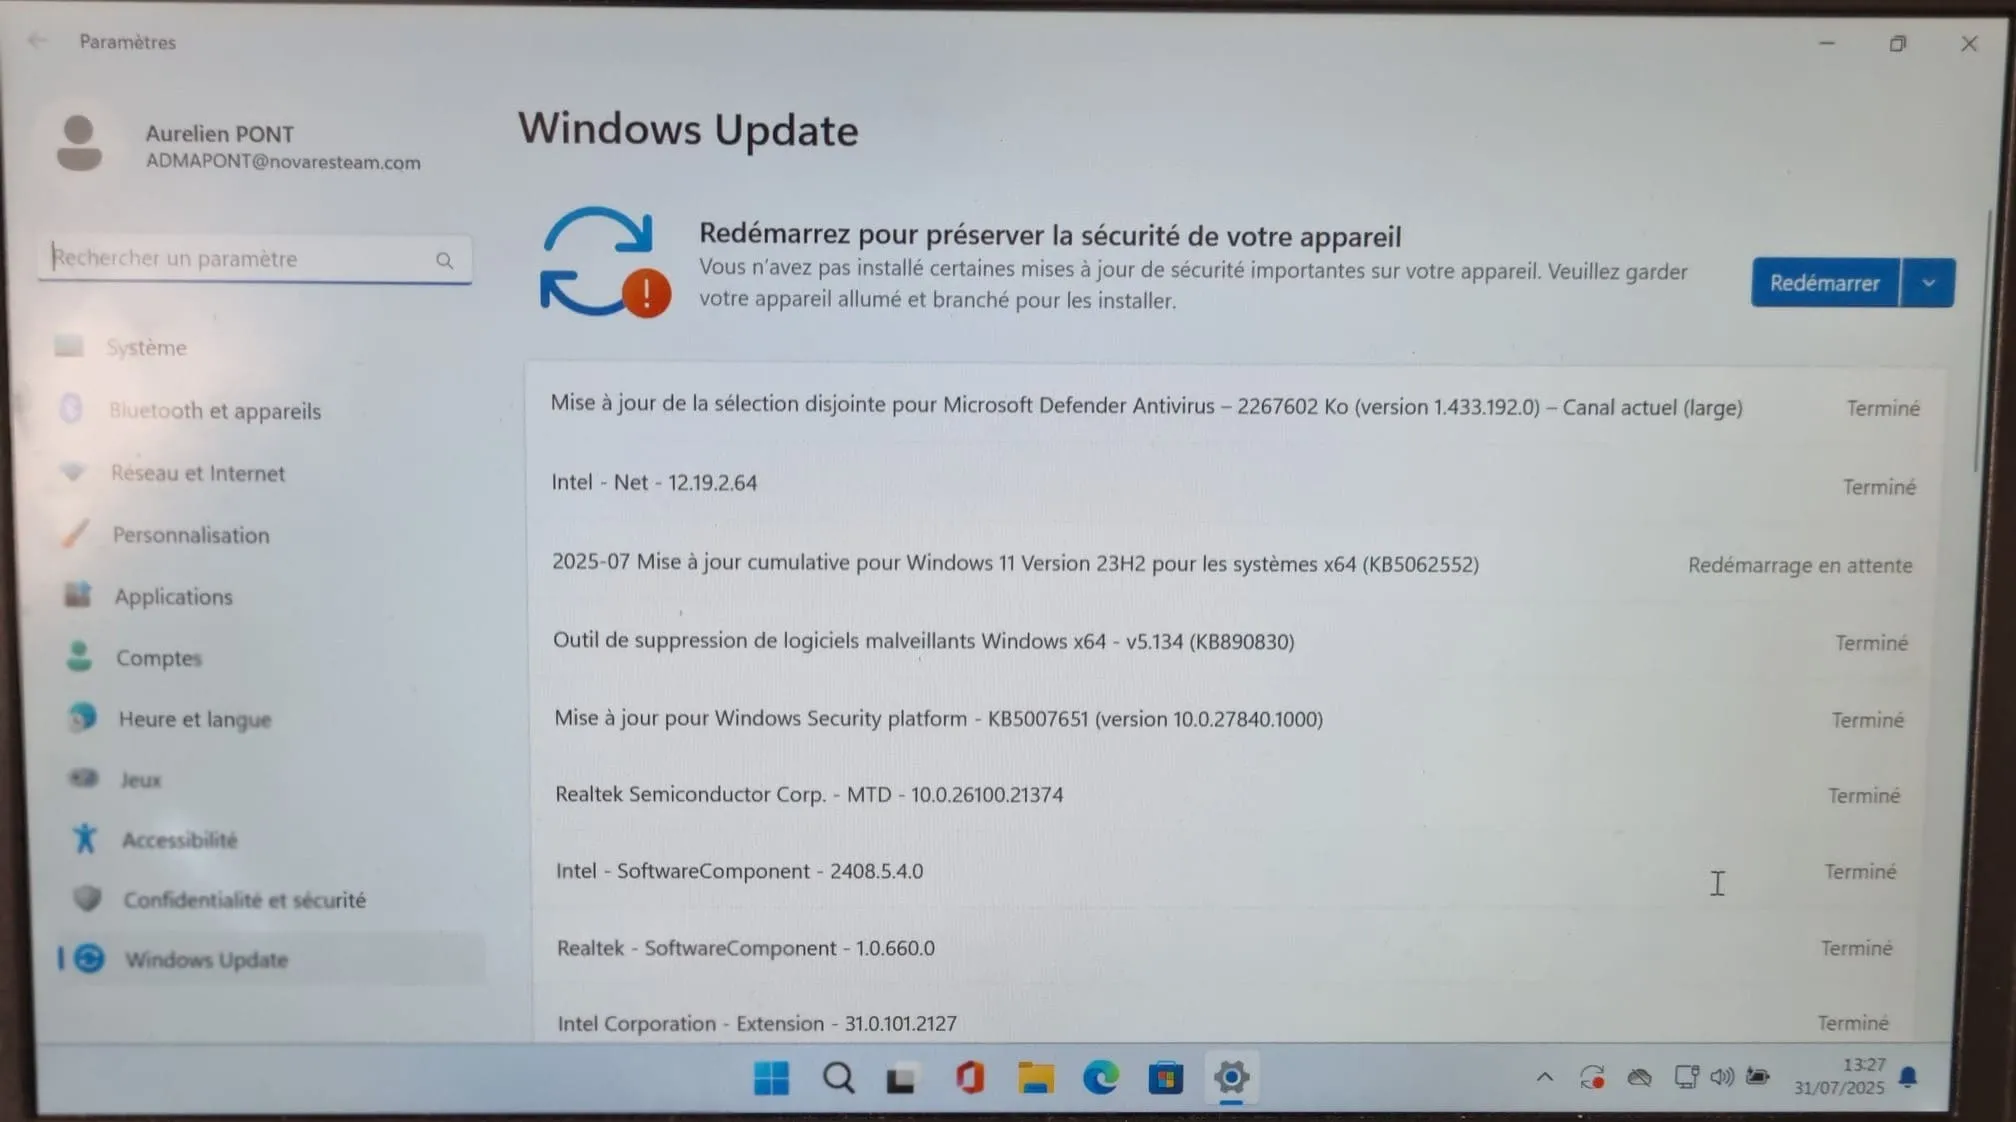 Paramètres
Aurelien PONT
ADMAPONT@novaresteam.com
Rechercher un paramètre
Système
Bluetooth et appareils
Réseau et Internet
Personnalisation
Applications
Comptes
Heure et langue
Jeux
Accessibilité
Confidentialité et sécurité
Windows Update
Windows Update
Redémarrez pour préserver la sécurité de votre appareil
Vous n'avez pas installé certaines mises à jour de sécurité importantes sur votre appareil. Veuillez garder
votre appareil allumé et branché pour les installer.
Redémarrer
Mise à jour de la sélection disjointe pour Microsoft Defender Antivirus – 2267602 Ko (version 1.433.192.0) – Canal actuel (large) Terminé
Intel - Net - 12.19.2.64 Terminé
2025-07 Mise à jour cumulative pour Windows 11 Version 23H2 pour les systèmes x64 (KB5062552) Redémarrage en attente
Outil de suppression de logiciels malveillants Windows x64 - v5.134 (KB890830) Terminé
Mise à jour pour Windows Security platform - KB5007651 (version 10.0.27840.1000) Terminé
Realtek Semiconductor Corp. - MTD - 10.0.26100.21374 Terminé
Intel - SoftwareComponent - 2408.5.4.0 Terminé
Realtek - SoftwareComponent - 1.0.660.0 Terminé
Intel Corporation - Extension - 31.0.101.2127 Terminé
13:27
31/07/2025